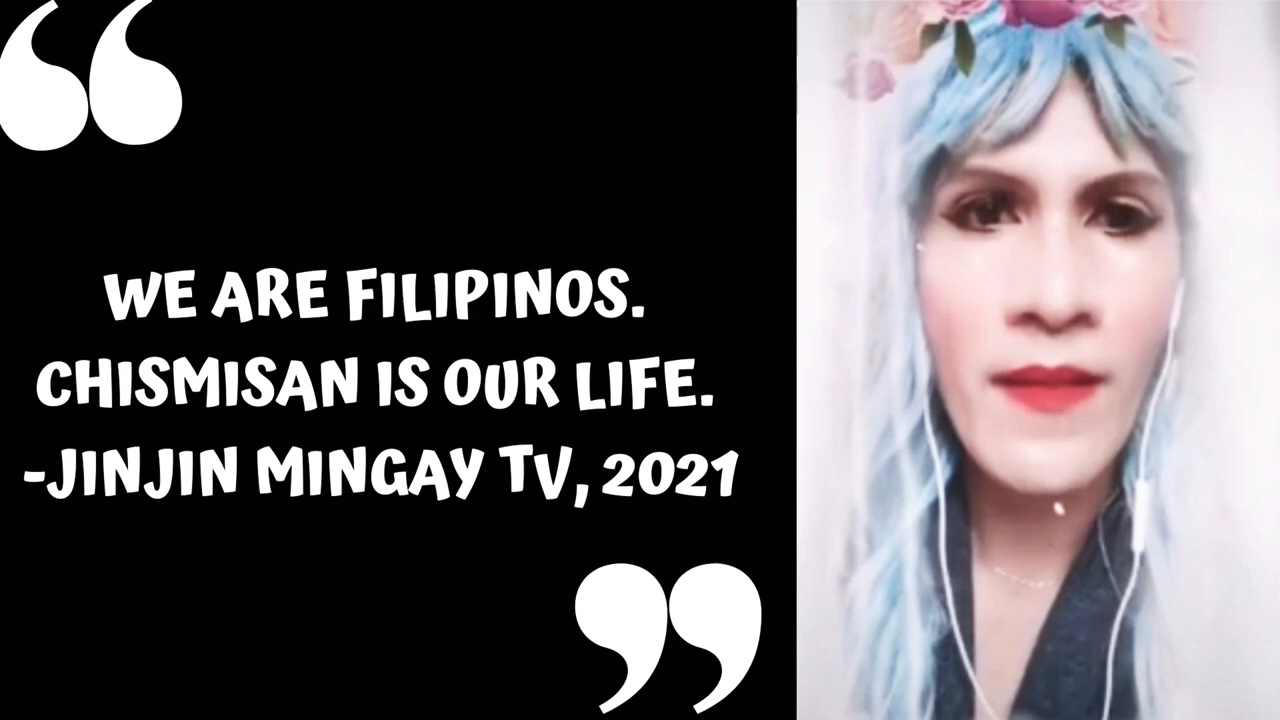 WE ARE FILIPINOS.
CHISMISAN IS OUR LIFE.
-JINJIN MINGAY TV, 2021